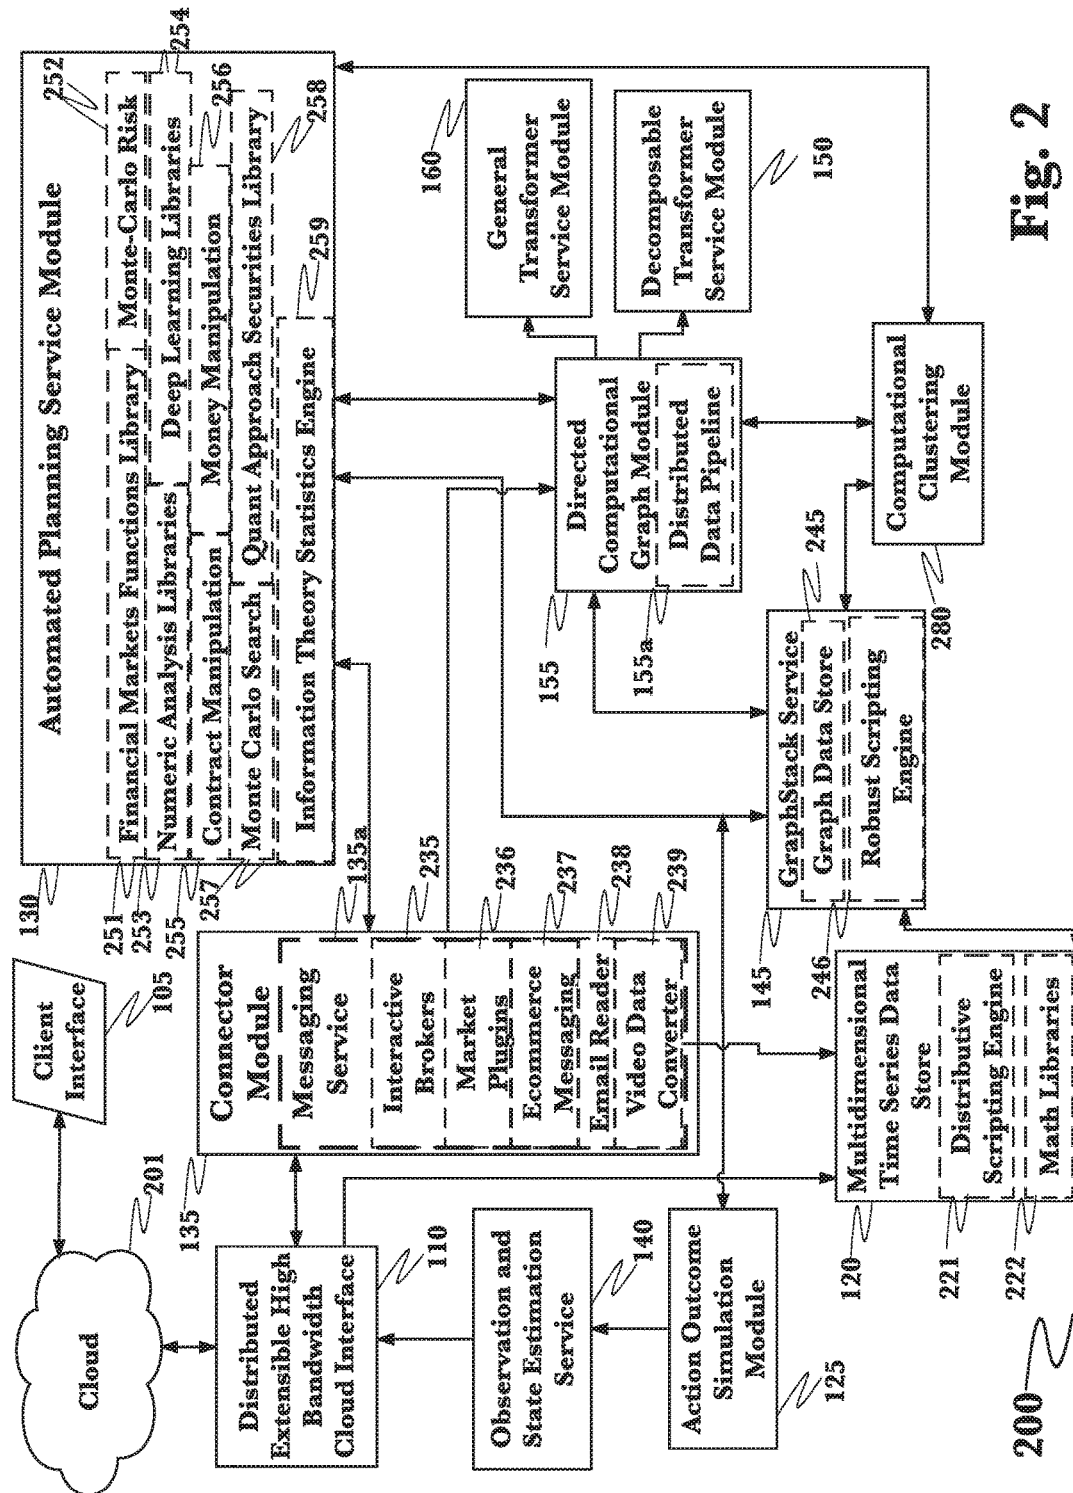 Client
Interface
105
Cloud
201
Distributed
Extensible High
Bandwidth
Cloud Interface
110
Observation and
State Estimation
Service
140
Action Outcome
Simulation
Module
125
135
Connector
Module
Messaging
Service
135a
Interactive
Brokers
235
Market
Plugins
236
Ecommerce
Messaging
237
Email Reader
238
Video Data
Converter
239
130
Automated Planning Service Module
251
Financial Markets Functions Library
Monte-Carlo Risk
252
253
Numeric Analysis Libraries
Deep Learning Libraries
254
255
Contract Manipulation
Money Manipulation
256
257
Monte Carlo Search
Quant Approach Securities Library
258
Information Theory Statistics Engine
259
160
General
Transformer
Service Module
Decomposable
Transformer
Service Module
150
Directed
Computational
Graph Module
155
Distributed
Data Pipeline
155a
Computational
Clustering
Module
280
145
GraphStack Service
Graph Data Store
245
246
Robust Scripting
Engine
Multidimensional
Time Series Data
Store
120
Distributive
Scripting Engine
221
Math Libraries
222
200
Fig. 2